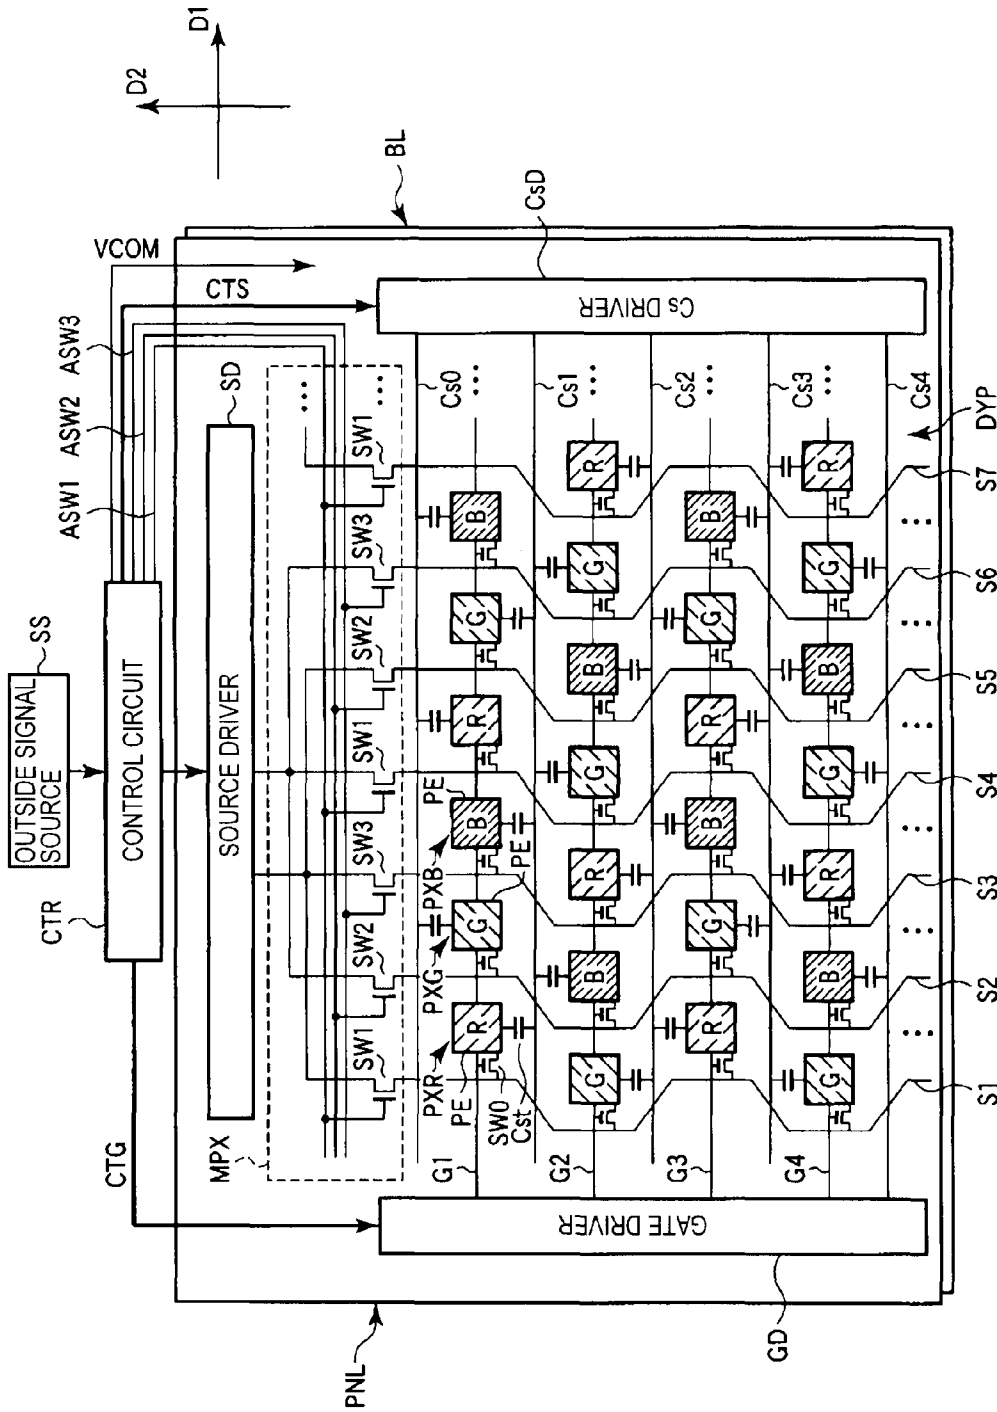 OUTSIDE SIGNAL
SOURCE
SS
CONTROL CIRCUIT
CTR
SOURCE DRIVER
SD
D1
D2
ASW1
ASW2
ASW3
VCOM
CTS
BL
CsD
Cs DRIVER
CTG
MPX
SW1
SW2
SW3
SW1
SW2
SW3
SW1
...
...
PXR
PXG
PXB
PE
PE
PE
SW0
Cst
Cs0
G1
R
G
B
R
G
B
...
Cs1
G2
G
B
R
G
B
G
R
...
Cs2
G3
R
G
B
R
G
B
...
Cs3
G4
G
B
R
G
B
G
R
...
Cs4
DYP
...
...
...
...
...
...
S1
S2
S3
S4
S5
S6
S7
GATE DRIVER
GD
PNL